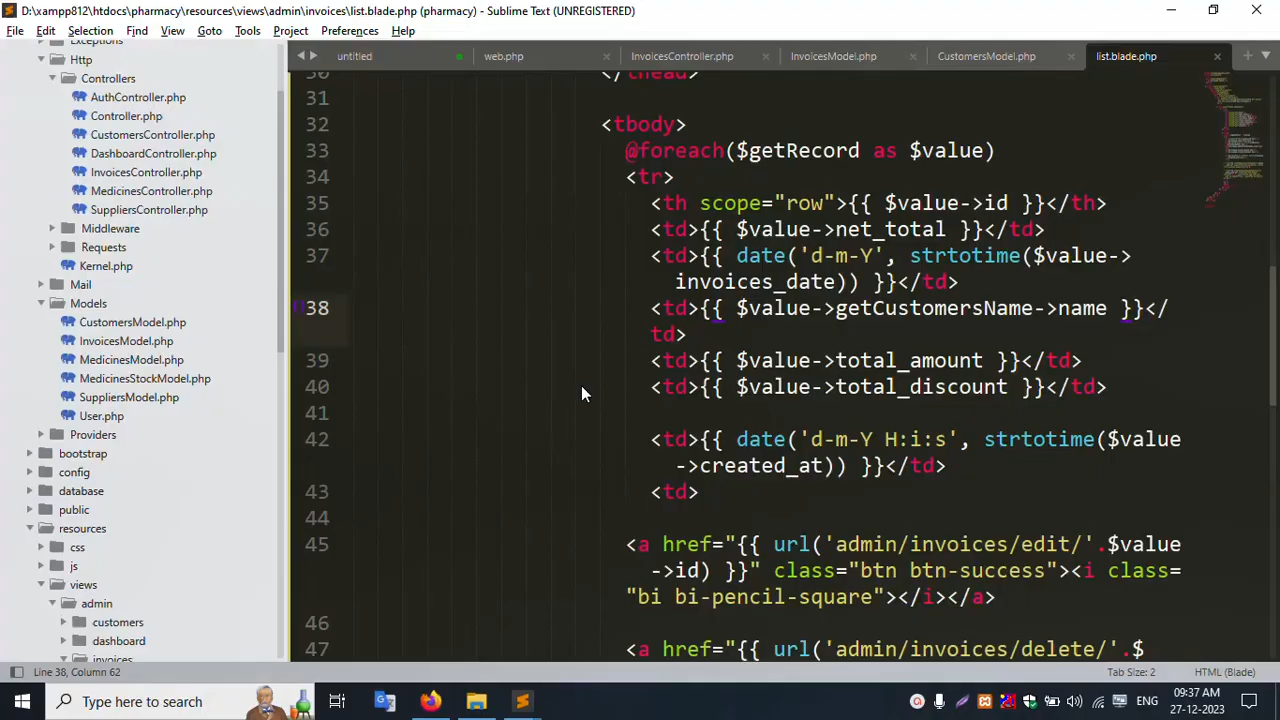 D:\xampp812\htdocs\pharmacy\resources\views\admin\invoices\list.blade.php (pharmacy) - Sublime Text (UNREGISTERED)
File Edit Selection Find View Goto Tools Project Preferences Help
Exceptions
Http
Controllers
AuthController.php
Controller.php
CustomersController.php
DashboardController.php
InvoicesController.php
MedicinesController.php
SuppliersController.php
Middleware
Requests
Kernel.php
Mail
Models
CustomersModel.php
InvoicesModel.php
MedicinesModel.php
MedicinesStockModel.php
SuppliersModel.php
User.php
Providers
bootstrap
config
database
public
resources
css
js
views
admin
customers
dashboard
invoices
untitled web.php InvoicesController.php InvoicesModel.php CustomersModel.php list.blade.php
30 </thead>
31
32 <tbody>
33 @foreach($getRecord as $value)
34 <tr>
35 <th scope="row">{{ $value->id }}</th>
36 <td>{{ $value->net_total }}</td>
37 <td>{{ date('d-m-Y', strtotime($value->
invoices_date)) }}</td>
38 <td>{{ $value->getCustomersName->name }}</
td>
39 <td>{{ $value->total_amount }}</td>
40 <td>{{ $value->total_discount }}</td>
41
42 <td>{{ date('d-m-Y H:i:s', strtotime($value
->created_at)) }}</td>
43 <td>
44
45 <a href="{{ url('admin/invoices/edit/'.$value
->id) }}" class="btn btn-success"><i class=
"bi bi-pencil-square"></i></a>
46
47 <a href="{{ url('admin/invoices/delete/'.$
Line 38, Column 62 Tab Size: 2 HTML (Blade)
Type here to search
ENG
09:37 AM
27-12-2023